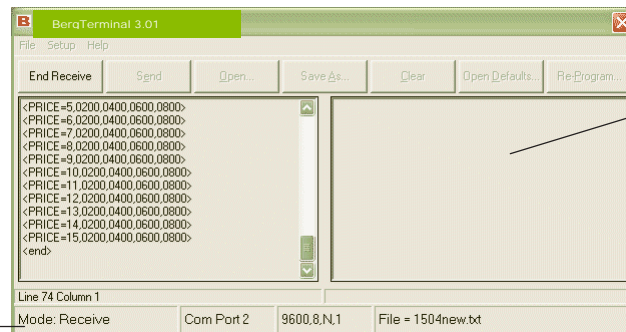 B BergTerminal 3.01
File Setup Help
End Receive Send Open... Save As... Clear Open Defaults... Re-Program...
<PRICE=5,0200,0400,0600,0800>
<PRICE=6,0200,0400,0600,0800>
<PRICE=7,0200,0400,0600,0800>
<PRICE=8,0200,0400,0600,0800>
<PRICE=9,0200,0400,0600,0800>
<PRICE=10,0200,0400,0600,0800>
<PRICE=11,0200,0400,0600,0800>
<PRICE=12,0200,0400,0600,0800>
<PRICE=13,0200,0400,0600,0800>
<PRICE=14,0200,0400,0600,0800>
<PRICE=15,0200,0400,0600,0800>
<end>
Line 74 Column 1
Mode: Receive Com Port 2 9600,8,N,1 File = 1504new.txt